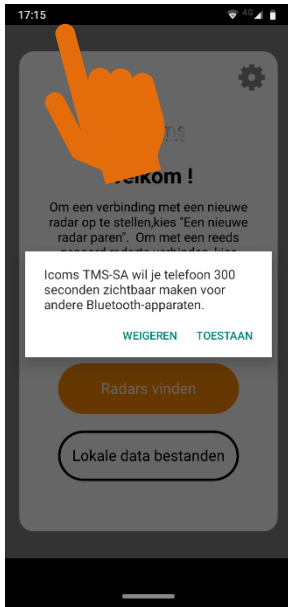 17:15
4G
elkom !
Om een verbinding met een nieuwe
radar op te stellen,kies "Een nieuwe
radar paren". Om met een reeds
Icoms TMS-SA wil je telefoon 300
seconden zichtbaar maken voor
andere Bluetooth-apparaten.
WEIGEREN TOESTAAN
Radars vinden
Lokale data bestanden